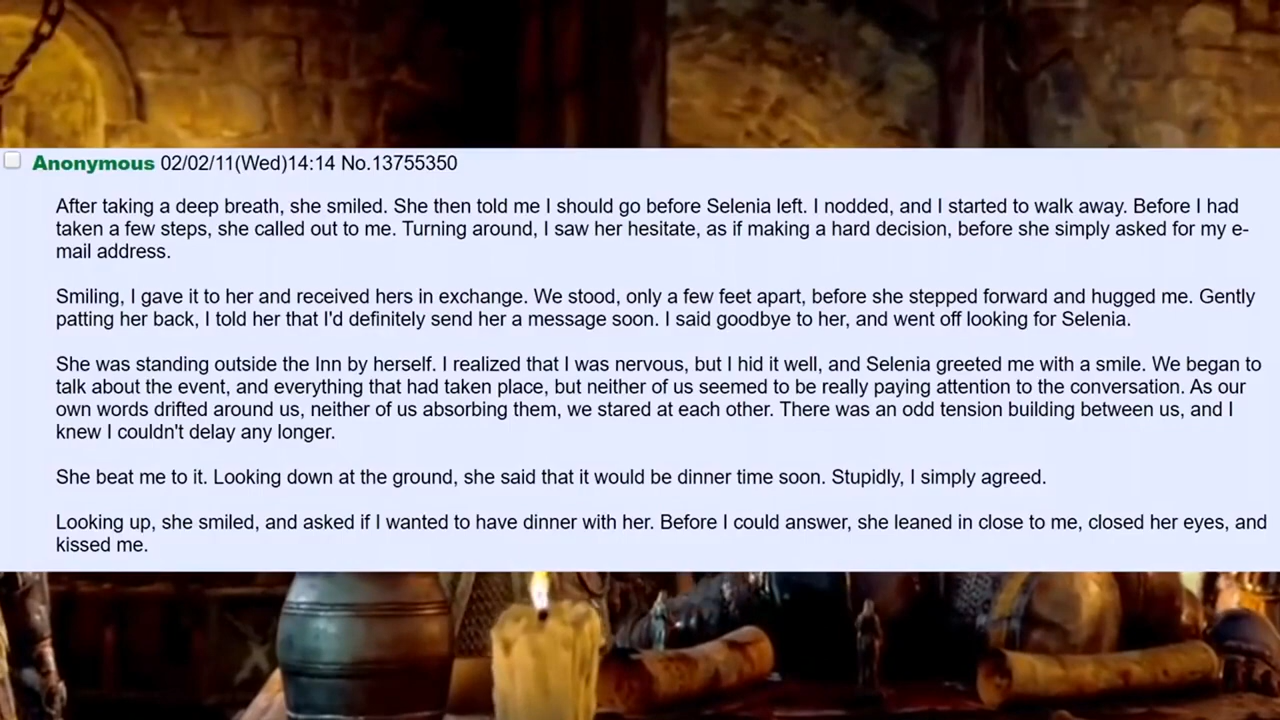 Anonymous 02/02/11(Wed)14:14 No.13755350
After taking a deep breath, she smiled. She then told me I should go before Selenia left. I nodded, and I started to walk away. Before I had
taken a few steps, she called out to me. Turning around, I saw her hesitate, as if making a hard decision, before she simply asked for my e-
mail address.
Smiling, I gave it to her and received hers in exchange. We stood, only a few feet apart, before she stepped forward and hugged me. Gently
patting her back, I told her that I'd definitely send her a message soon. I said goodbye to her, and went off looking for Selenia.
She was standing outside the Inn by herself. I realized that I was nervous, but I hid it well, and Selenia greeted me with a smile. We began to
talk about the event, and everything that had taken place, but neither of us seemed to be really paying attention to the conversation. As our
own words drifted around us, neither of us absorbing them, we stared at each other. There was an odd tension building between us, and I
knew I couldn't delay any longer.
She beat me to it. Looking down at the ground, she said that it would be dinner time soon. Stupidly, I simply agreed.
Looking up, she smiled, and asked if I wanted to have dinner with her. Before I could answer, she leaned in close to me, closed her eyes, and
kissed me.